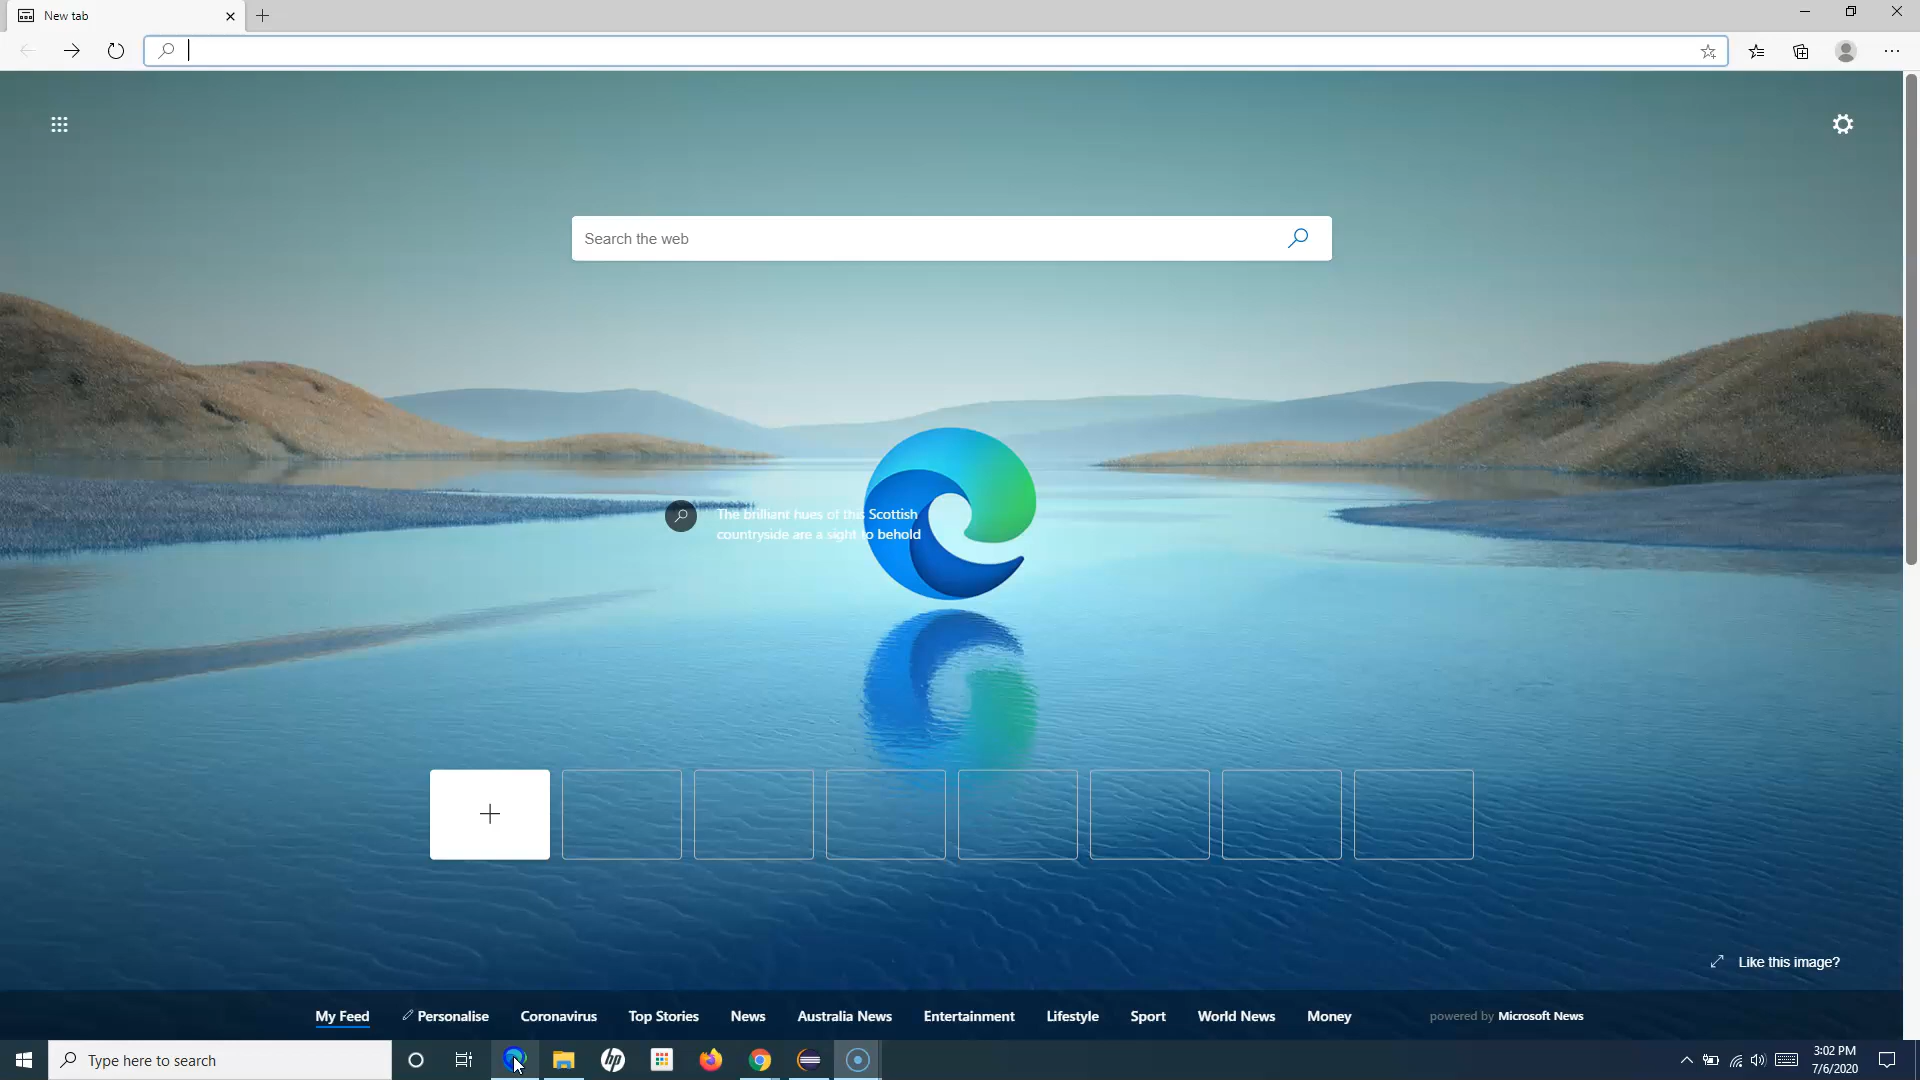 New tab
Search the web
The brilliant hues of this Scottish
countryside are a sight to behold
Like this image?
My Feed Personalise Coronavirus Top Stories News Australia News Entertainment Lifestyle Sport World News Money powered by Microsoft News
Type here to search
hp
3:02 PM
7/6/2020